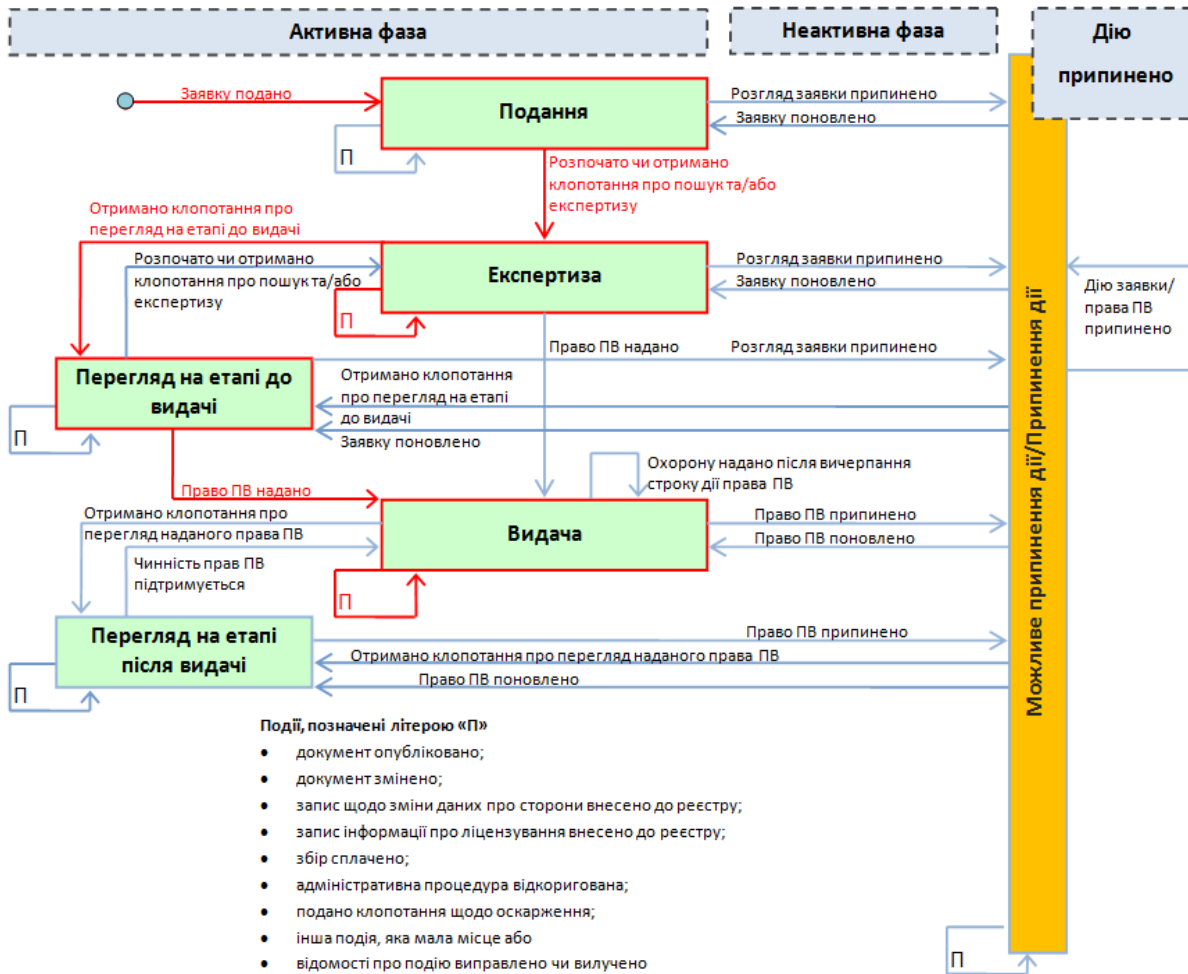 Активна фаза
Неактивна фаза
Дію
припинено
Заявку подано
Подання
Розгляд заявки припинено
Заявку поновлено
П
Розпочато чи отримано
клопотання про пошук та/або
експертизу
Отримано клопотання про
перегляд на етапі до видачі
Розпочато чи отримано
клопотання про пошук та/або
експертизу
Експертиза
Розгляд заявки припинено
Заявку поновлено
П
Дію заявки/
права ПВ
припинено
Право ПВ надано
Розгляд заявки припинено
Перегляд на етапі до
видачі
Отримано клопотання
про перегляд на етапі
до видачі
Заявку поновлено
П
Право ПВ надано
Охорону надано після вичерпання
строку дії права ПВ
Отримано клопотання про
перегляд наданого права ПВ
Видача
Право ПВ припинено
Право ПВ поновлено
Чинність прав ПВ
підтримується
П
Перегляд на етапі
після видачі
Право ПВ припинено
Отримано клопотання про перегляд наданого права ПВ
Право ПВ поновлено
П
Можливе припинення дії/Припинення дії
Події, позначені літерою «П»
• документ опубліковано;
• документ змінено;
• запис щодо зміни даних про сторони внесено до реєстру;
• запис інформації про ліцензування внесено до реєстру;
• збір сплачено;
• адміністративна процедура відкоригована;
• подано клопотання щодо оскарження;
• інша подія, яка мала місце або
• відомості про подію виправлено чи вилучено
П